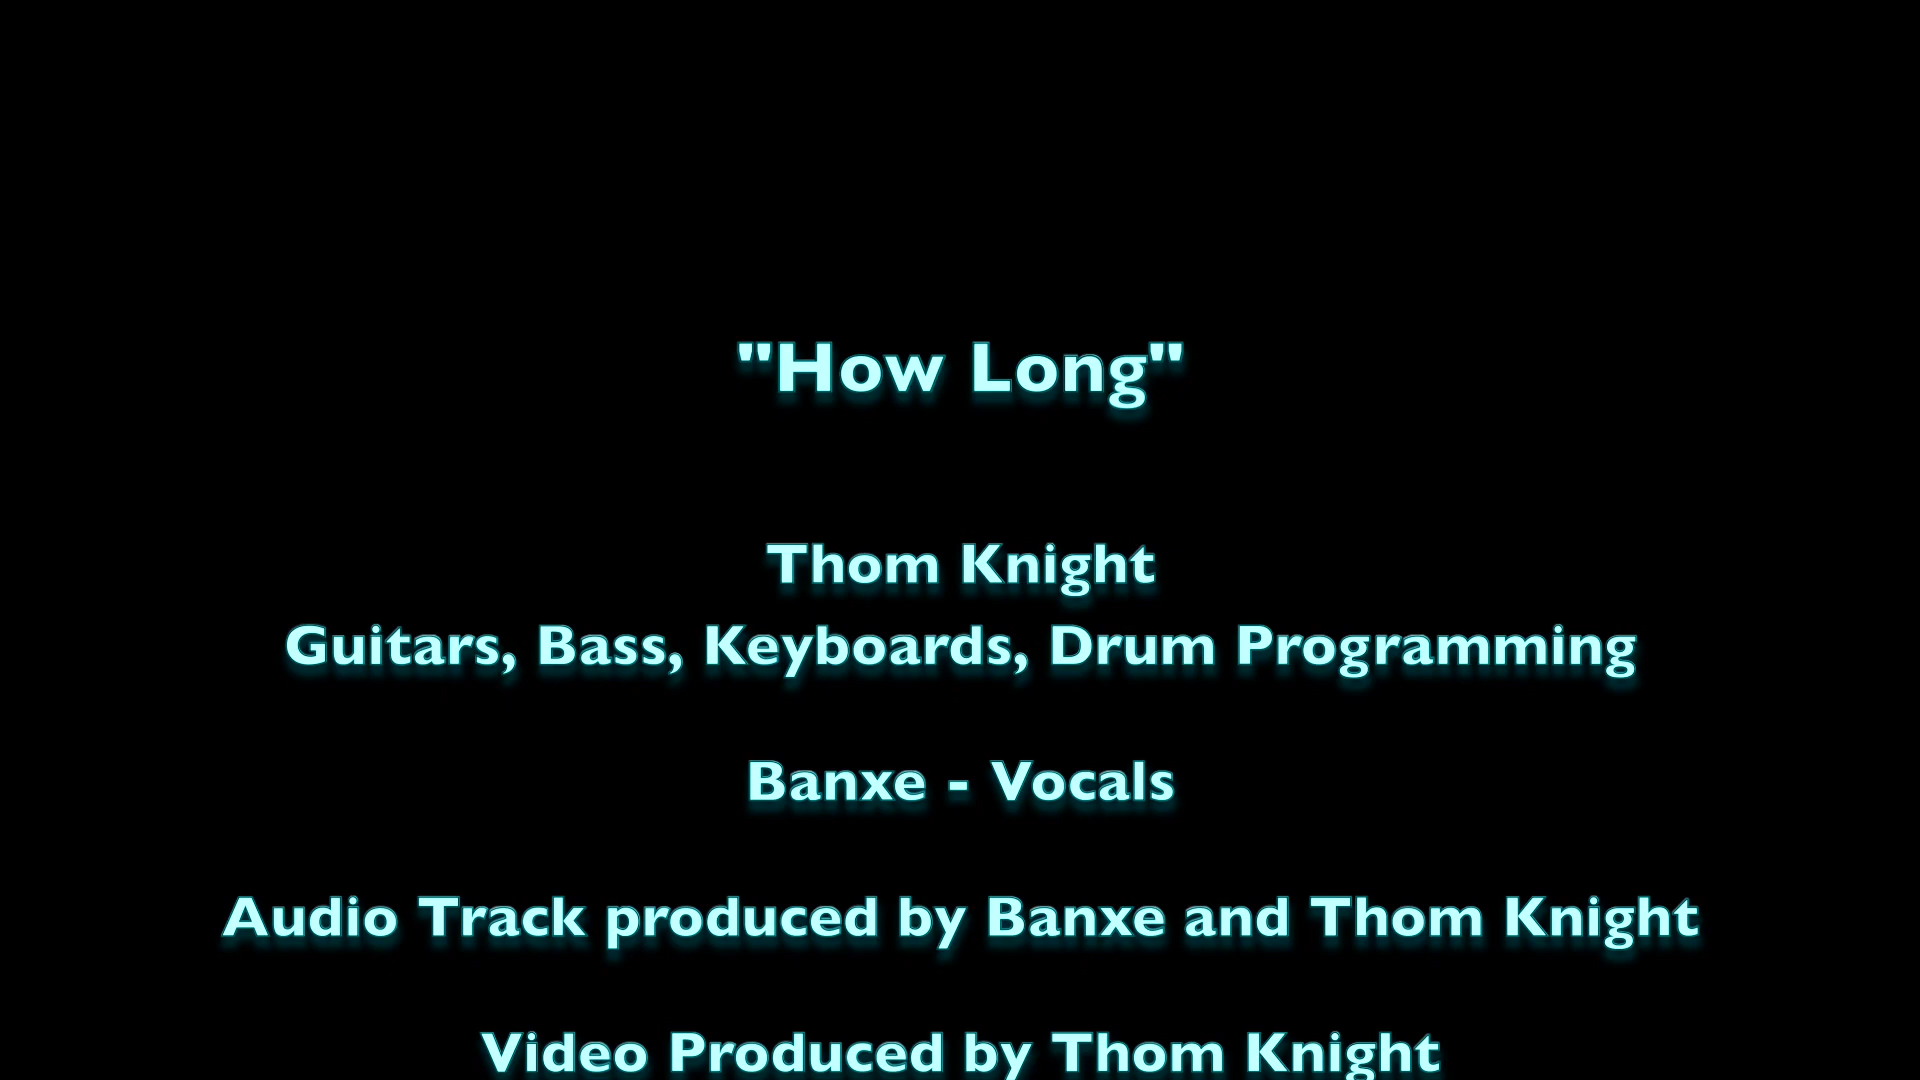 "How Long"
Thom Knight
Guitars, Bass, Keyboards, Drum Programming
Banxe - Vocals
Audio Track produced by Banxe and Thom Knight
Video Produced by Thom Knight